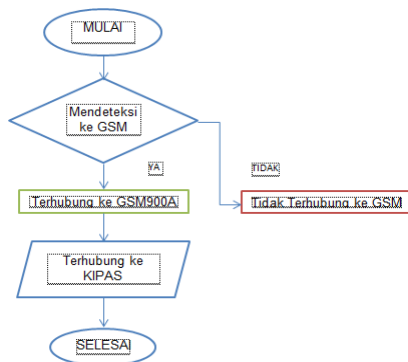 MULAI
Mendeteksi
ke GSM
YA
TIDAK
Terhubung ke GSM900A
Tidak Terhubung ke GSM
Terhubung ke
KIPAS
SELESAI